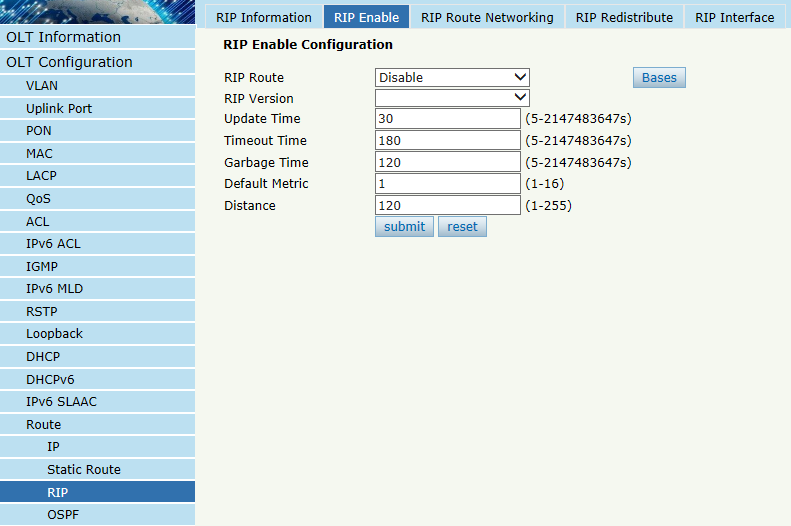 OLT Information
OLT Configuration
VLAN
Uplink Port
PON
MAC
LACP
QoS
ACL
IPv6 ACL
IGMP
IPv6 MLD
RSTP
Loopback
DHCP
DHCPv6
IPv6 SLAAC
Route
IP
Static Route
RIP
OSPF
RIP Information RIP Enable RIP Route Networking RIP Redistribute RIP Interface
RIP Enable Configuration
RIP Route Disable Bases
RIP Version
Update Time 30 (5-2147483647s)
Timeout Time 180 (5-2147483647s)
Garbage Time 120 (5-2147483647s)
Default Metric 1 (1-16)
Distance 120 (1-255)
submit reset